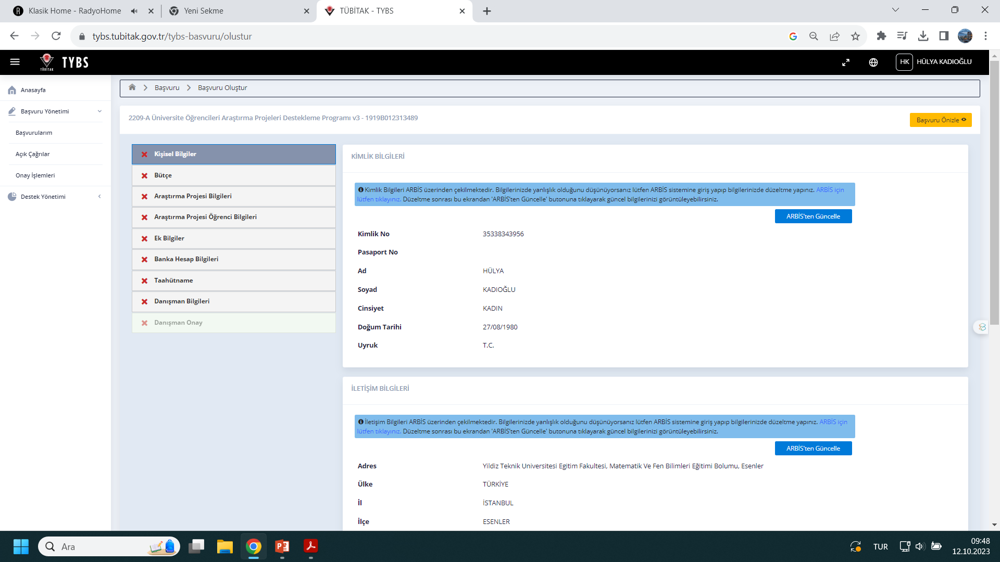 Klasik Home - RadyoHome
Yeni Sekme
TÜBİTAK - TYBS
tybs.tubitak.gov.tr/tybs-basvuru/olustur
TÜBİTAK
TYBS
HK
HÜLYA KADIOĞLU
Anasayfa
Başvuru Yönetimi
Başvurularım
Açık Çağrılar
Onay İşlemleri
Destek Yönetimi
Başvuru
Başvuru Oluştur
2209-A Üniversite Öğrencileri Araştırma Projeleri Destekleme Programı v3 - 1919B012313489
Başvuru Önizle
Kişisel Bilgiler
Bütçe
Araştırma Projesi Bilgileri
Araştırma Projesi Öğrenci Bilgileri
Ek Bilgiler
Banka Hesap Bilgileri
Taahütname
Danışman Bilgileri
Danışman Onay
KİMLİK BİLGİLERİ
Kimlik Bilgileri ARBİS üzerinden çekilmektedir. Bilgilerinizde yanlışlık olduğunu düşünüyorsanız lütfen ARBİS sistemine giriş yapıp bilgilerinizde düzeltme yapınız. ARBİS için
lütfen tıklayınız. Düzeltme sonrası bu ekrandan 'ARBİS'ten Güncelle' butonuna tıklayarak güncel bilgilerinizi görüntüleyebilirsiniz.
ARBİS'ten Güncelle
Kimlik No 35338343956
Pasaport No
Ad HÜLYA
Soyad KADIOĞLU
Cinsiyet KADIN
Doğum Tarihi 27/08/1980
Uyruk T.C.
İLETİŞİM BİLGİLERİ
İletişim Bilgileri ARBİS üzerinden çekilmektedir. Bilgilerinizde yanlışlık olduğunu düşünüyorsanız lütfen ARBİS sistemine giriş yapıp bilgilerinizde düzeltme yapınız. ARBİS için
lütfen tıklayınız. Düzeltme sonrası bu ekrandan 'ARBİS'ten Güncelle' butonuna tıklayarak güncel bilgilerinizi görüntüleyebilirsiniz.
ARBİS'ten Güncelle
Adres Yildiz Teknik Universitesi Egitim Fakultesi, Matematik Ve Fen Bilimleri Eğitimi Bolumu, Esenler
Ülke TÜRKİYE
İl İSTANBUL
İlçe ESENLER
Ara
TUR
09:48
12.10.2023